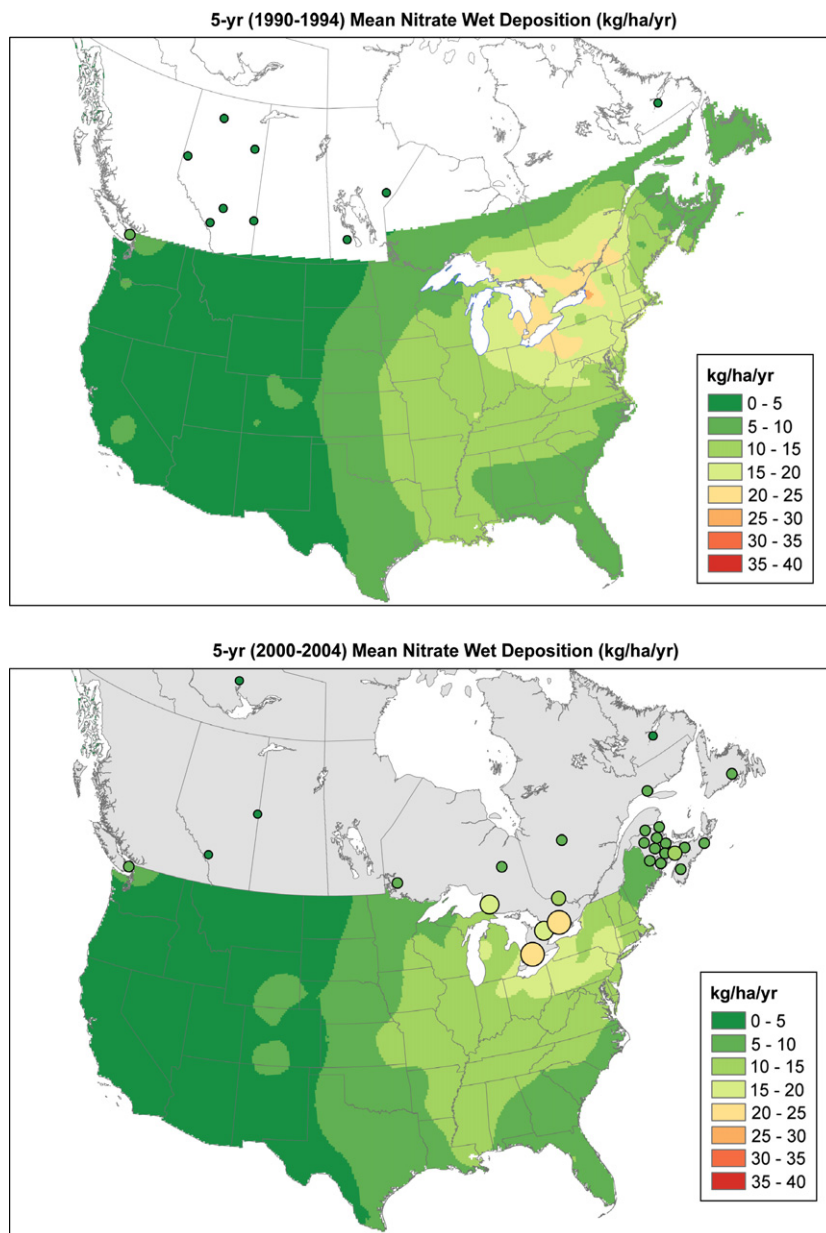 5-yr (1990-1994) Mean Nitrate Wet Deposition (kg/ha/yr)
kg/ha/yr
0 - 5
5 - 10
10 - 15
15 - 20
20 - 25
25 - 30
30 - 35
35 - 40
5-yr (2000-2004) Mean Nitrate Wet Deposition (kg/ha/yr)
kg/ha/yr
0 - 5
5 - 10
10 - 15
15 - 20
20 - 25
25 - 30
30 - 35
35 - 40